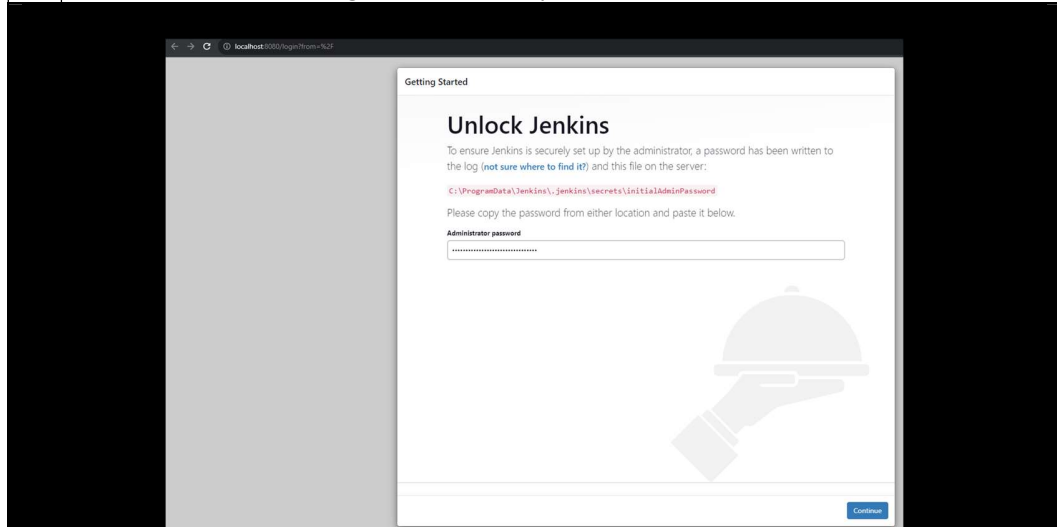 localhost:8080/login?from=%2F
Getting Started
Unlock Jenkins
To ensure Jenkins is securely set up by the administrator, a password has been written to
the log (not sure where to find it?) and this file on the server:
C:\ProgramData\Jenkins\.jenkins\secrets\initialAdminPassword
Please copy the password from either location and paste it below.
Administrator password
Continue